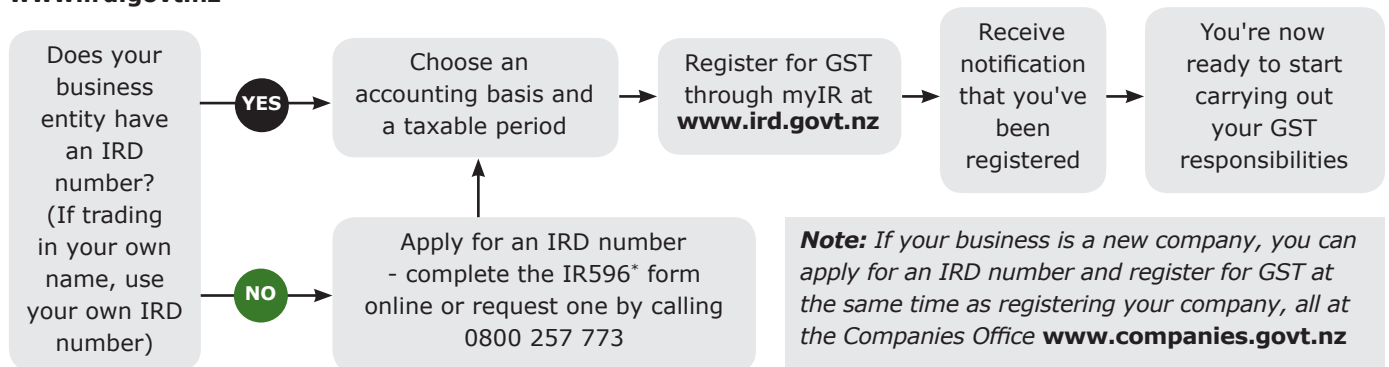 Does your
business
entity have
an IRD
number?
(If trading
in your own
name, use
your own IRD
number)
YES
Choose an
accounting basis and
a taxable period
Register for GST
through myIR at
www.ird.govt.nz
Receive
notification
that you've
been
registered
You're now
ready to start
carrying out
your GST
responsibilities
NO
Apply for an IRD number
- complete the IR596* form
online or request one by calling
0800 257 773
Note: If your business is a new company, you can
apply for an IRD number and register for GST at
the same time as registering your company, all at
the Companies Office www.companies.govt.nz